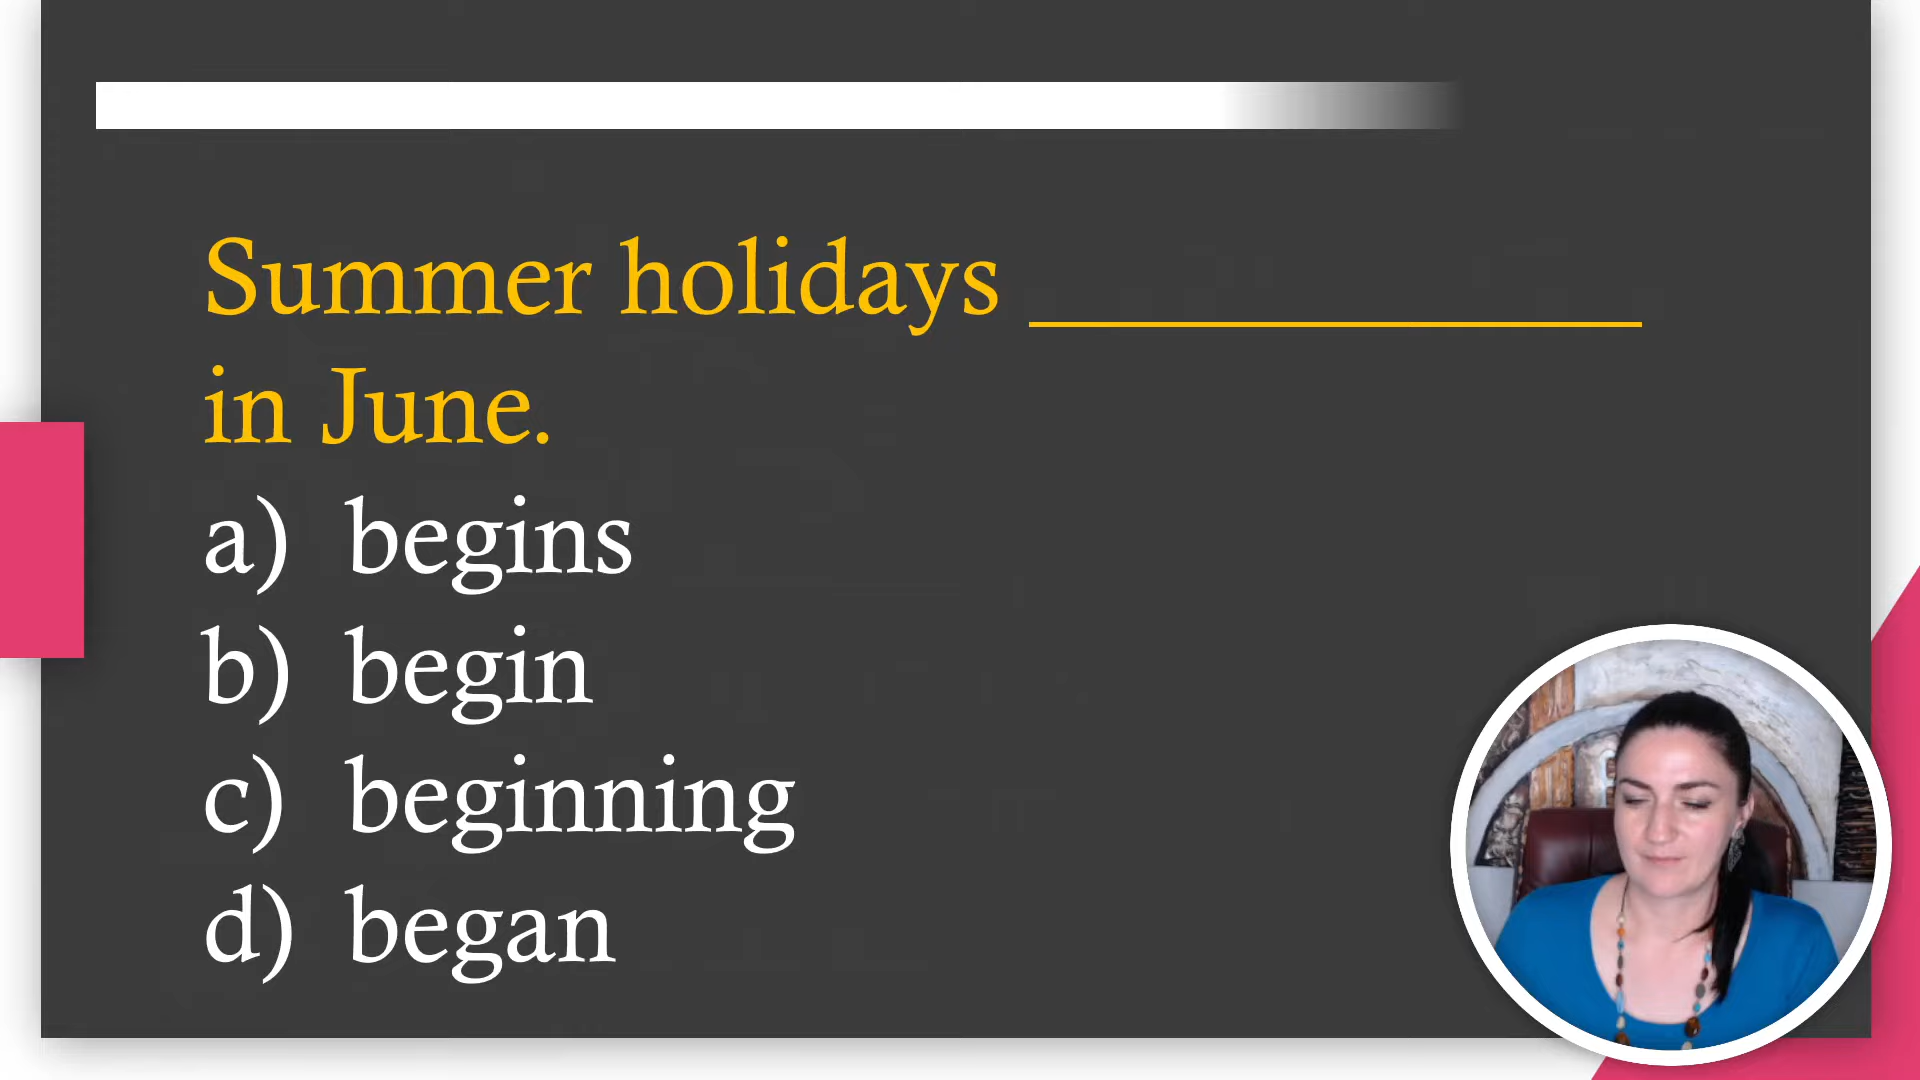 Summer holidays ____________
in June.
a) begins
b) begin
c) beginning
d) began